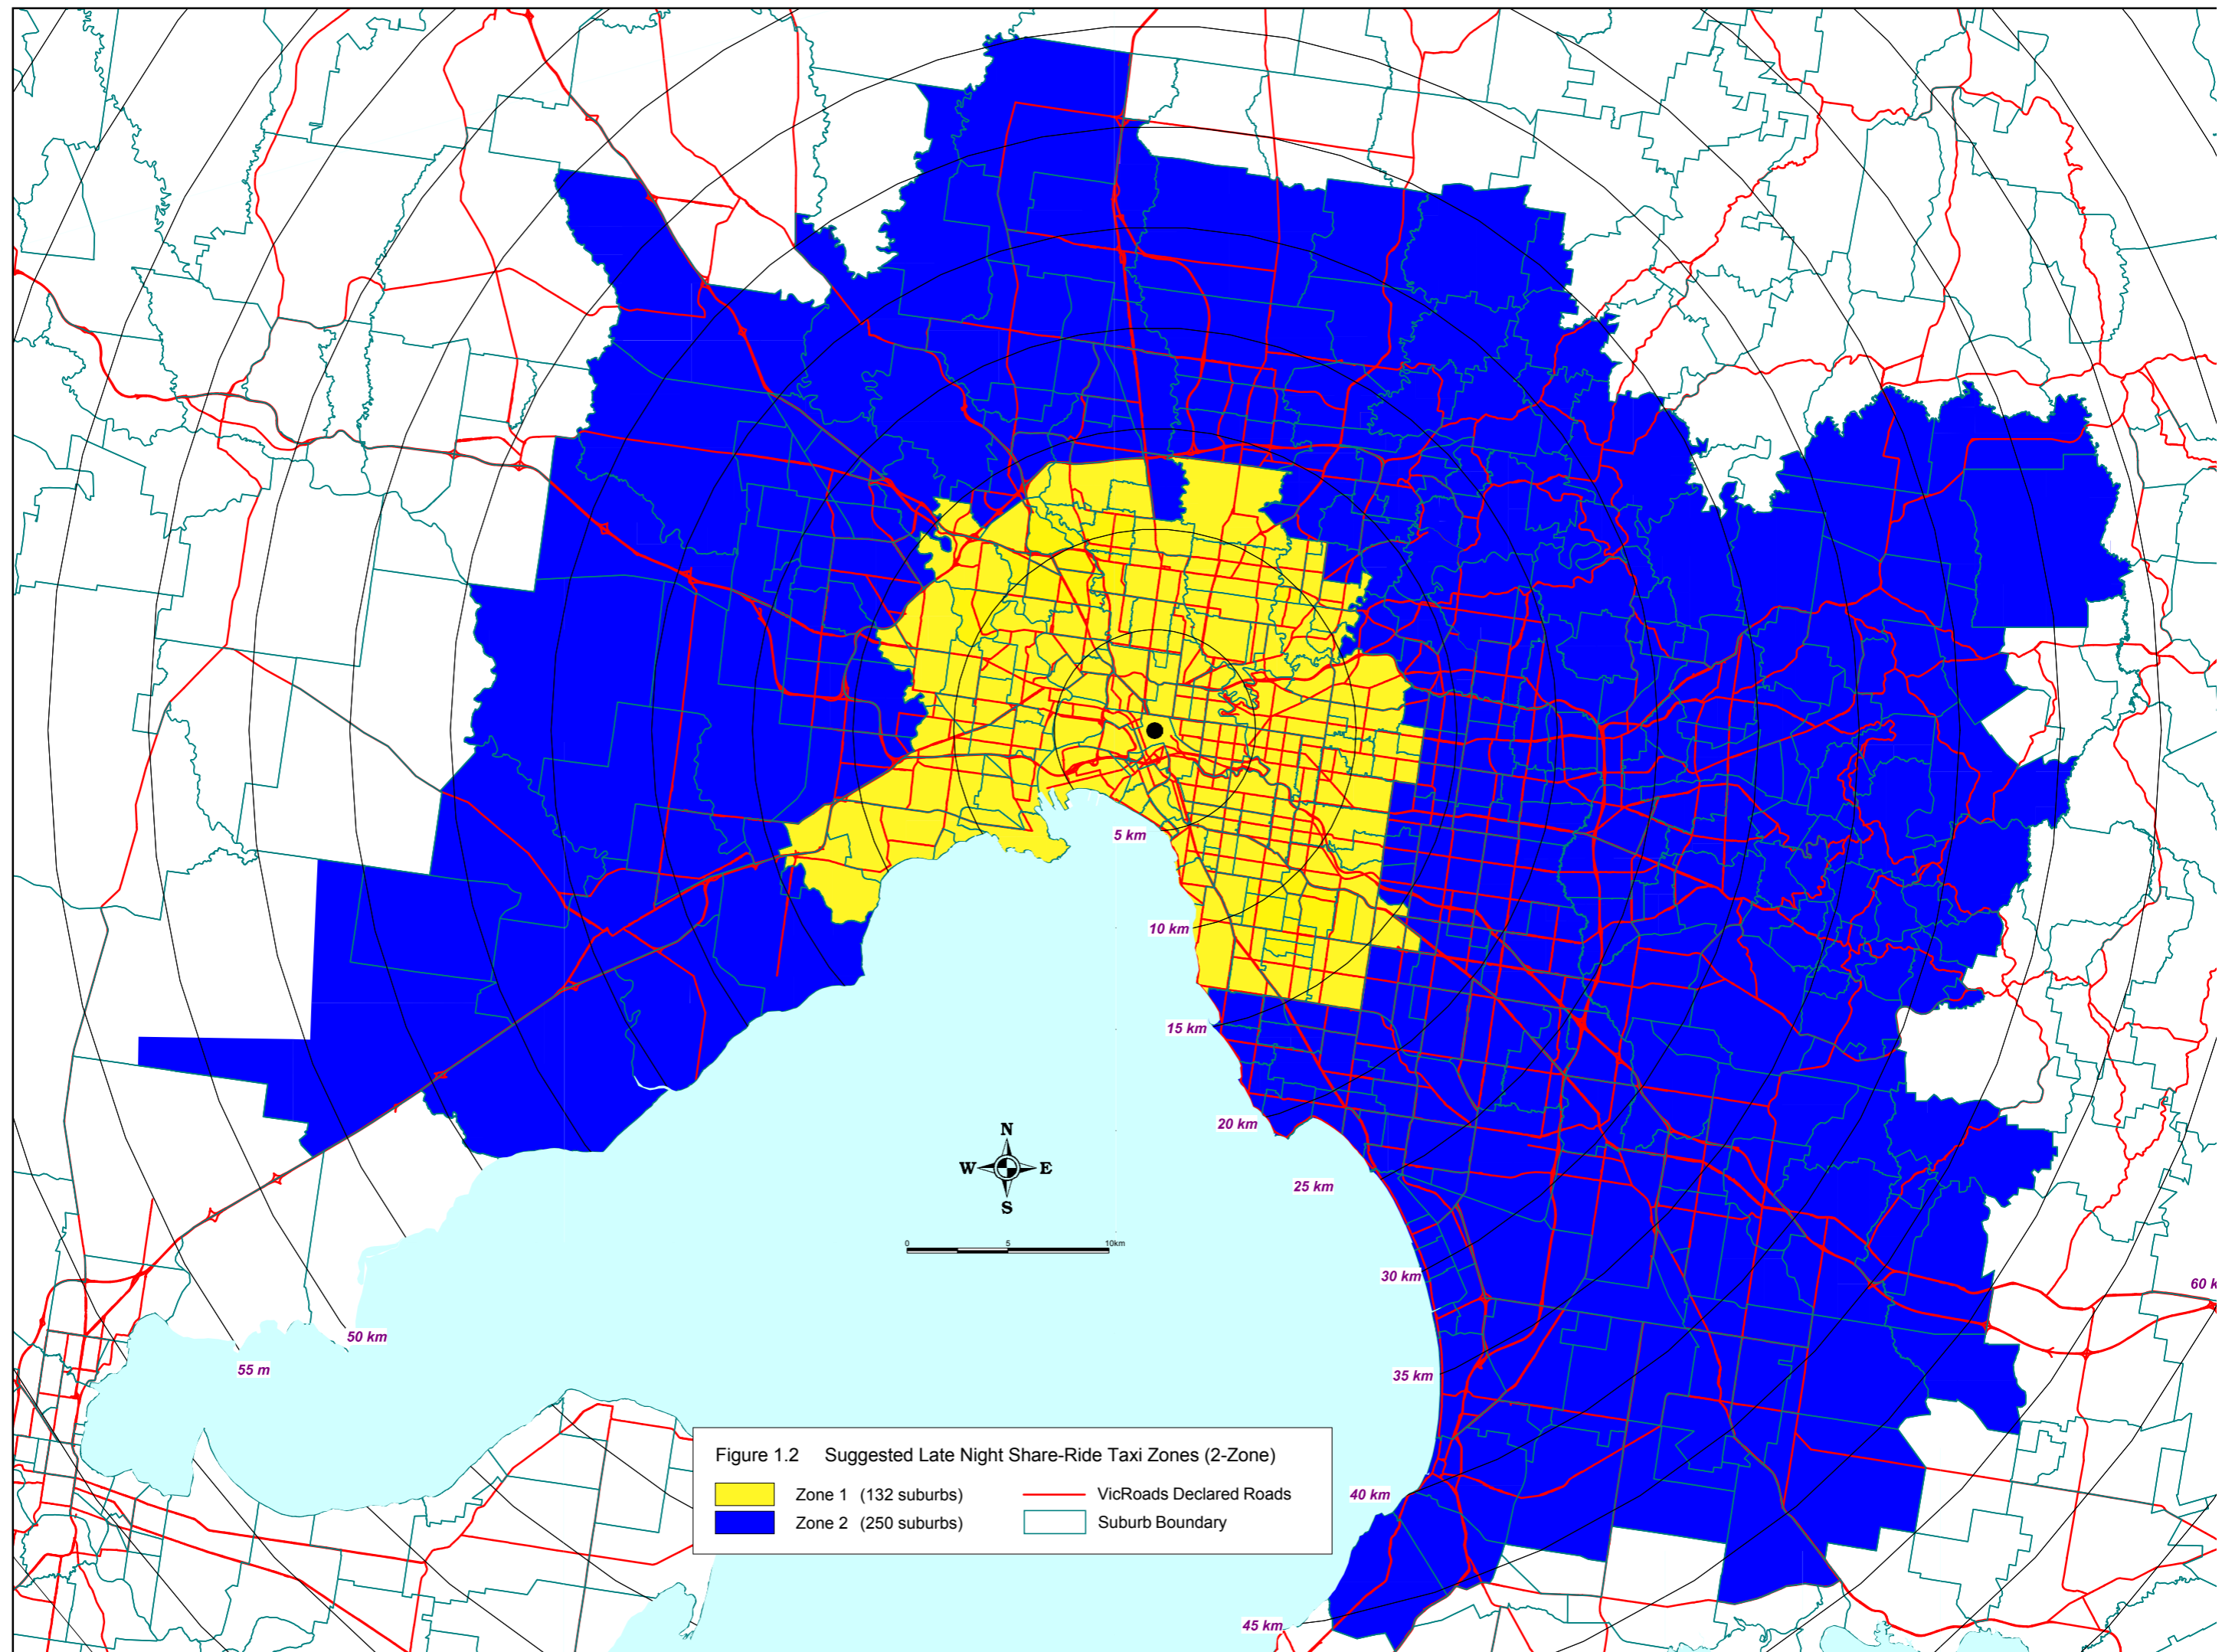 5 km
10 km
15 km
20 km
N
W E
S
25 km
0 5 10km
30 km
60 k
50 km
55 m
35 km
Figure 1.2 Suggested Late Night Share-Ride Taxi Zones (2-Zone)
Zone 1 (132 suburbs) VicRoads Declared Roads
Zone 2 (250 suburbs) Suburb Boundary
40 km
45 km